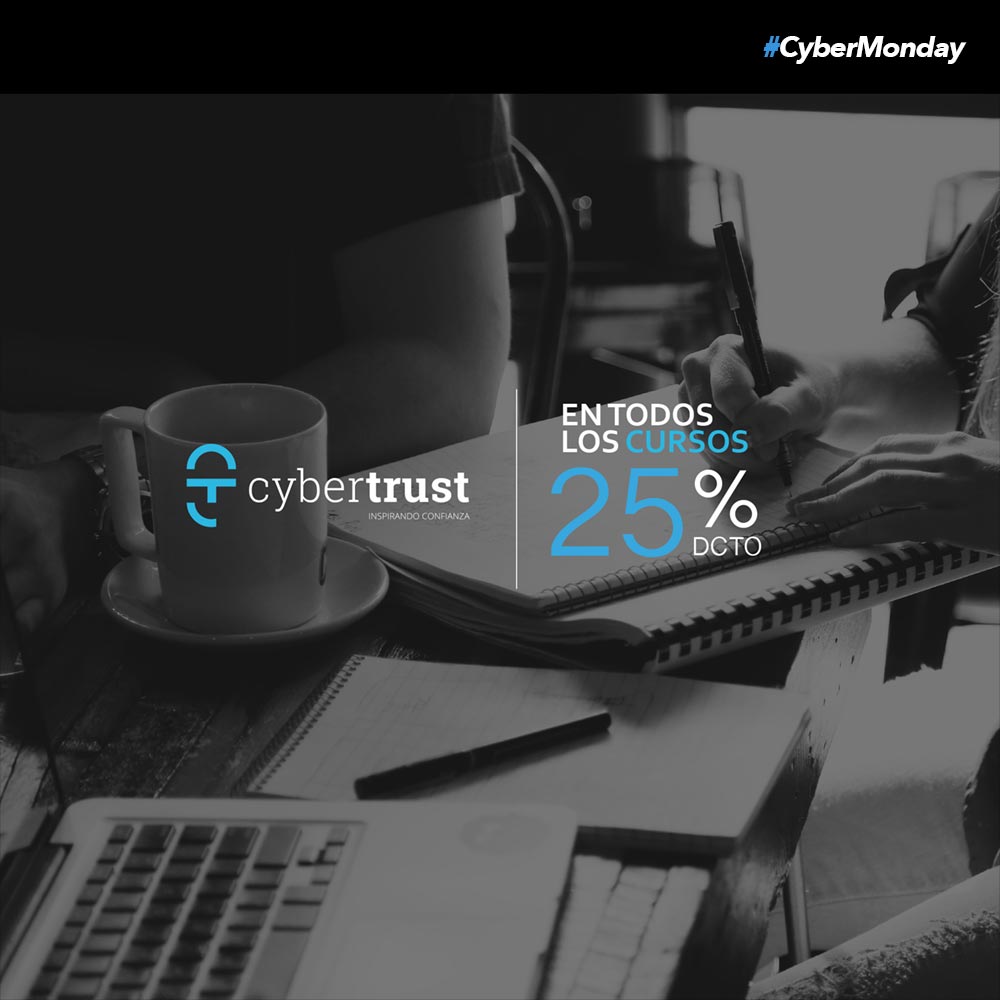 #CyberMonday
cybertrust
INSPIRANDO CONFIANZA
EN TODOS
LOS CURSOS
25%
DCTO